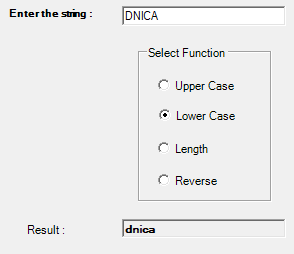 Enter the string : DNICA
Select Function
Upper Case
Lower Case
Length
Reverse
Result : dnica